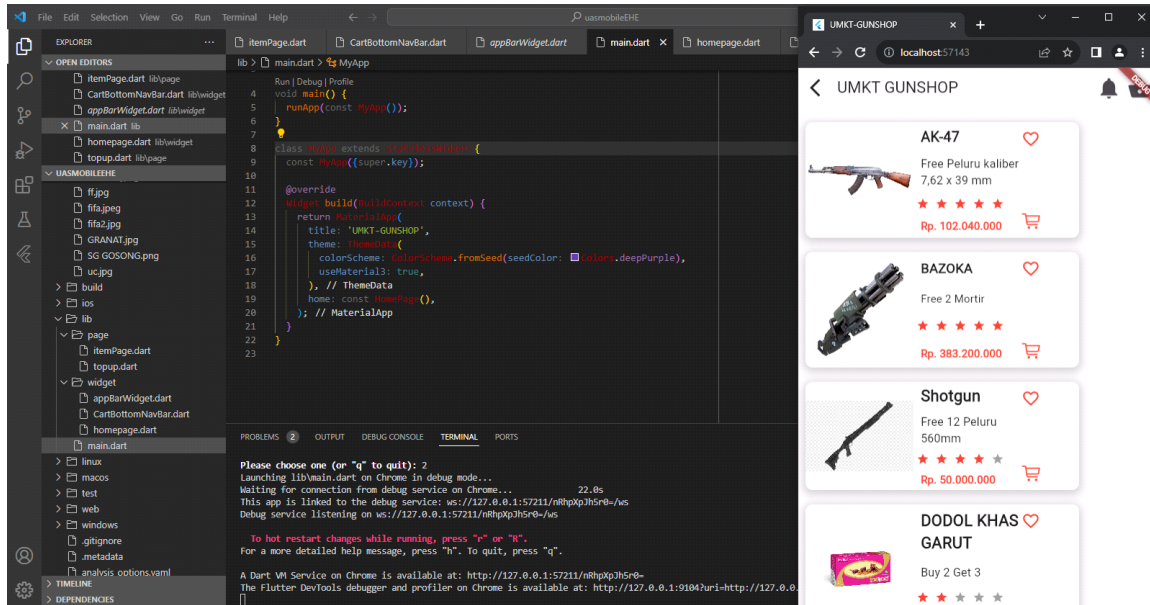 File Edit Selection View Go Run Terminal Help
uasmobileEHE
EXPLORER
OPEN EDITORS
itemPage.dart lib\page
CartBottomNavBar.dart lib\widget
appBarWidget.dart lib\widget
main.dart lib
homepage.dart lib\widget
topup.dart lib\page
UASMOBILEEHE
ff.jpg
fifa.jpeg
fifa2.jpg
GRANAT.jpg
SG GOSONG.png
uc.jpg
build
ios
lib
page
itemPage.dart
topup.dart
widget
appBarWidget.dart
CartBottomNavBar.dart
homepage.dart
main.dart
linux
macos
test
web
windows
.gitignore
.metadata
analysis_options.yaml
TIMELINE
DEPENDENCIES
itemPage.dart CartBottomNavBar.dart appBarWidget.dart main.dart homepage.dart
lib > main.dart > MyApp
Run | Debug | Profile
4 void main() {
5 runApp(const MyApp());
6 }
7
8 class MyApp extends StatelessWidget {
9 const MyApp({super.key});
10
11 @override
12 Widget build(BuildContext context) {
13 return MaterialApp(
14 title: 'UMKT-GUNSHOP',
15 theme: ThemeData(
16 colorScheme: ColorScheme.fromSeed(seedColor: Colors.deepPurple),
17 useMaterial3: true,
18 ), // ThemeData
19 home: const HomePage(),
20 ); // MaterialApp
21 }
22 }
23
PROBLEMS 2 OUTPUT DEBUG CONSOLE TERMINAL PORTS
Please choose one (or "q" to quit): 2
Launching lib\main.dart on Chrome in debug mode...
Waiting for connection from debug service on Chrome... 22.0s
This app is linked to the debug service: ws://127.0.0.1:57211/nRhpXpJh5r0=/ws
Debug service listening on ws://127.0.0.1:57211/nRhpXpJh5r0=/ws
To hot restart changes while running, press "r" or "R".
For a more detailed help message, press "h". To quit, press "q".
A Dart VM Service on Chrome is available at: http://127.0.0.1:57211/nRhpXpJh5r0=
The Flutter DevTools debugger and profiler on Chrome is available at: http://127.0.0.1:9104?uri=http://127.0.0.
UMKT-GUNSHOP
localhost:57143
UMKT GUNSHOP
DEBUG
AK-47
Free Peluru kaliber
7,62 x 39 mm
Rp. 102.040.000
BAZOKA
Free 2 Mortir
Rp. 383.200.000
Shotgun
Free 12 Peluru
560mm
Rp. 50.000.000
DODOL KHAS
GARUT
Buy 2 Get 3